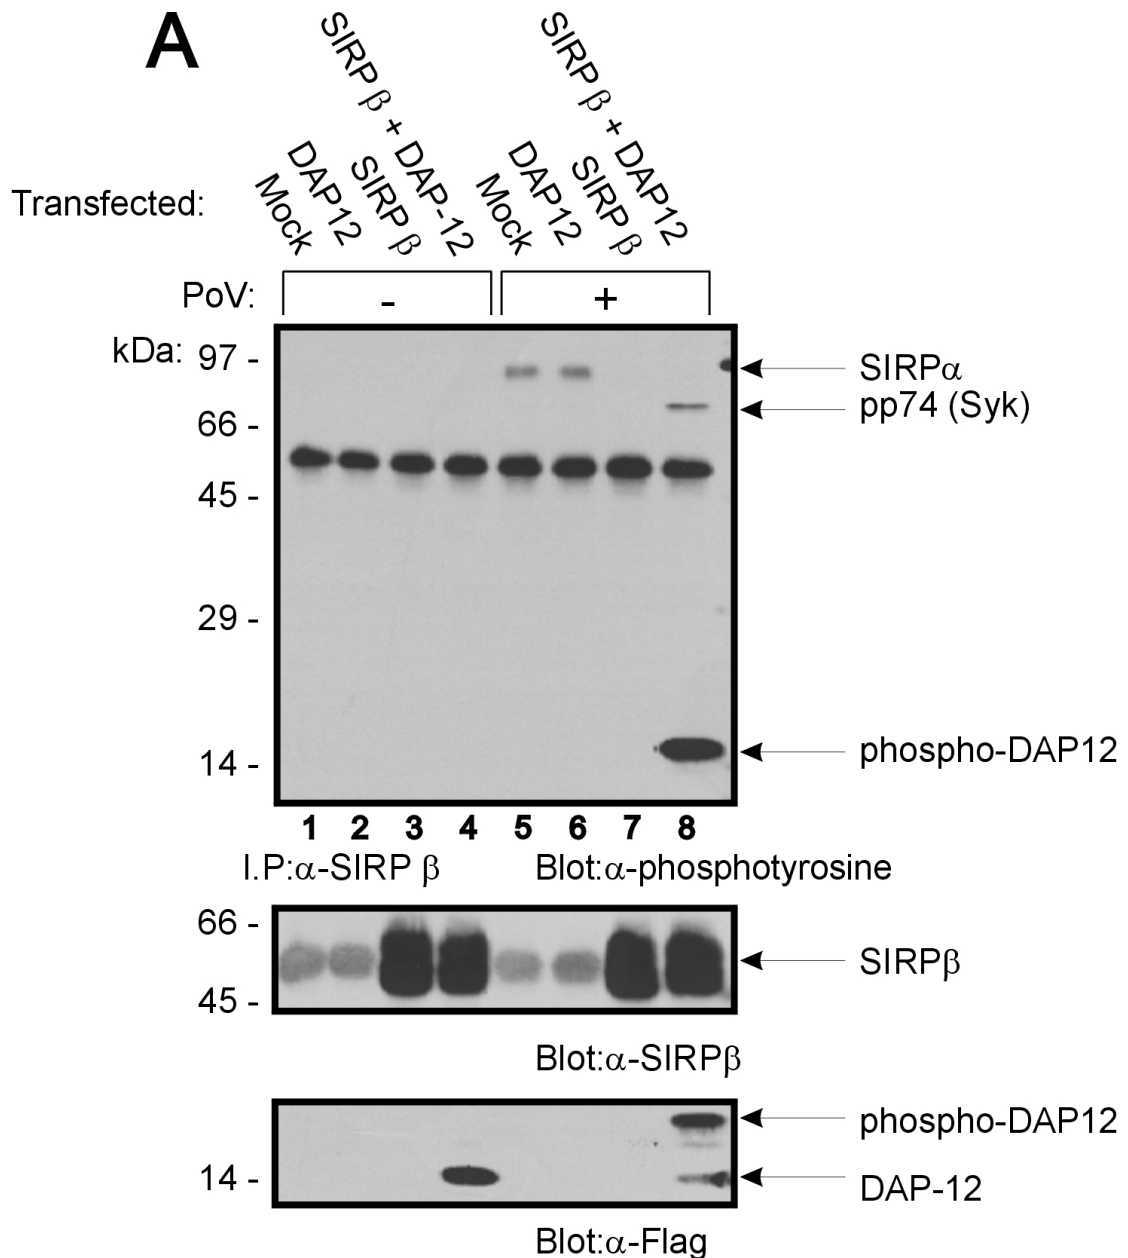 A
SIRP β + DAP-12
SIRP β + DAP12
DAP12
SIRP β
DAP12
SIRP β
Mock
Mock
Transfected:
PoV: - +
kDa: 97 -
SIRPα
pp74 (Syk)
66 -
45 -
29 -
phospho-DAP12
14 -
1 2 3 4 5 6 7 8
I.P:α-SIRP β Blot:α-phosphotyrosine
66 -
SIRPβ
45 -
Blot:α-SIRPβ
phospho-DAP12
14 -
DAP-12
Blot:α-Flag